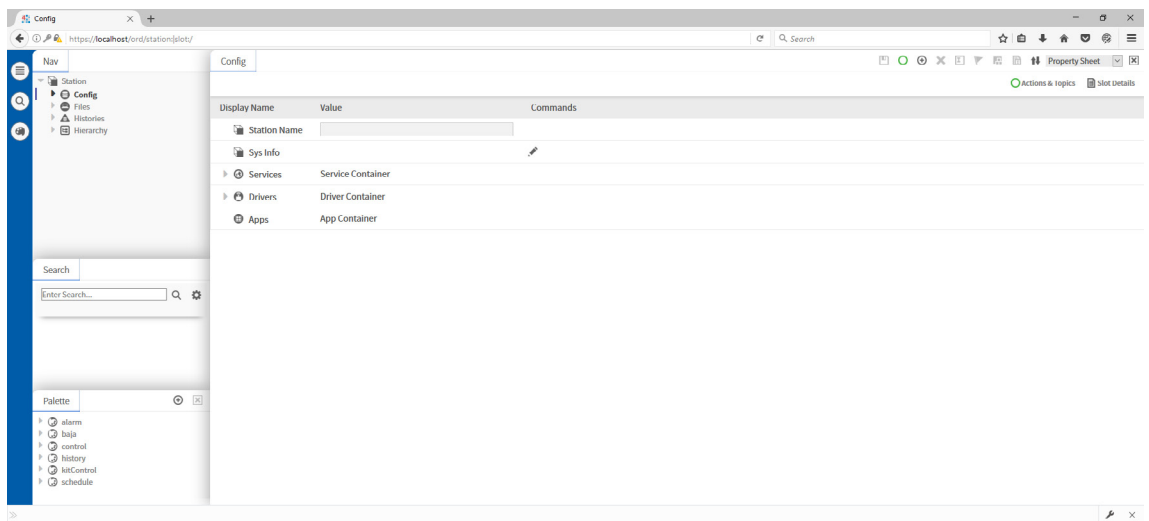 Config
https://localhost/ord/station:|slot:/
Search
Nav
Config
Property Sheet
Station
Config
Files
Histories
Hierarchy
Actions & Topics Slot Details
Display Name Value Commands
Station Name
Sys Info
Services Service Container
Drivers Driver Container
Apps App Container
Search
Enter Search...
Palette
alarm
baja
control
history
kitControl
schedule